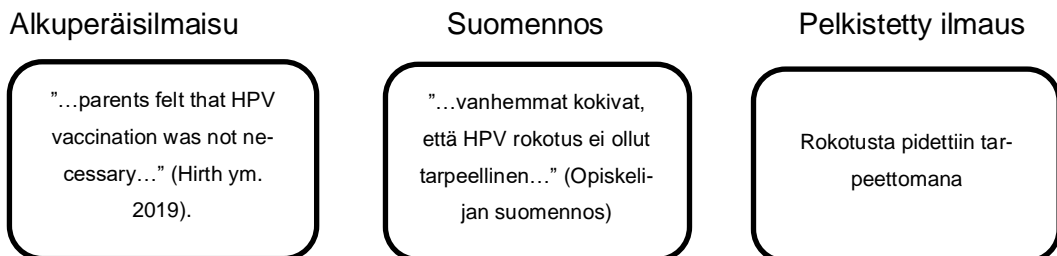 Alkuperäisilmaisu
Suomennos
Pelkistetty ilmaus
”…parents felt that HPV
vaccination was not ne-
cessary…” (Hirth ym.
2019).
”…vanhemmat kokivat,
että HPV rokotus ei ollut
tarpeellinen…” (Opiskeli-
jan suomennos)
Rokotusta pidettiin tar-
peettomana